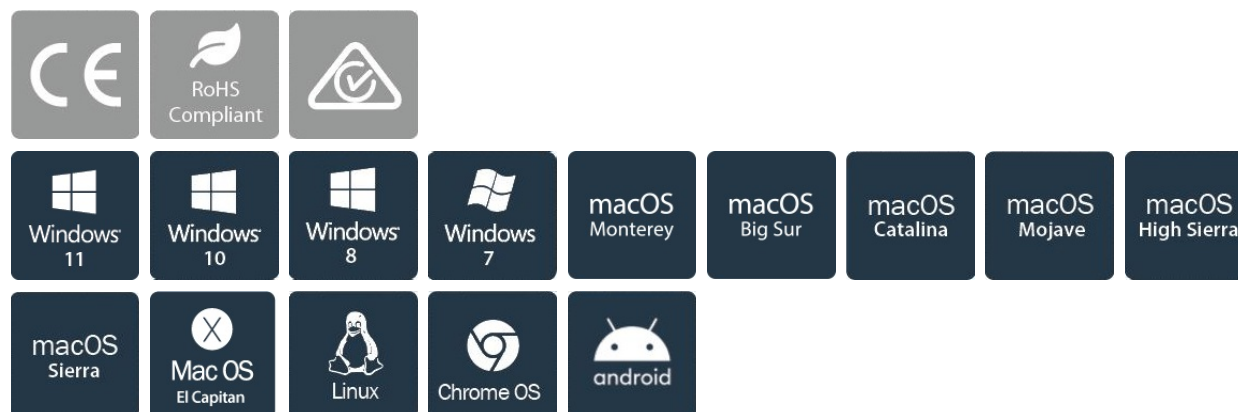 CE
RoHS
Compliant
Windows
11
Windows
10
Windows
8
Windows
7
macOS
Monterey
macOS
Big Sur
macOS
Catalina
macOS
Mojave
macOS
High Sierra
macOS
Sierra
X
Mac OS
El Capitan
Linux
Chrome OS
android